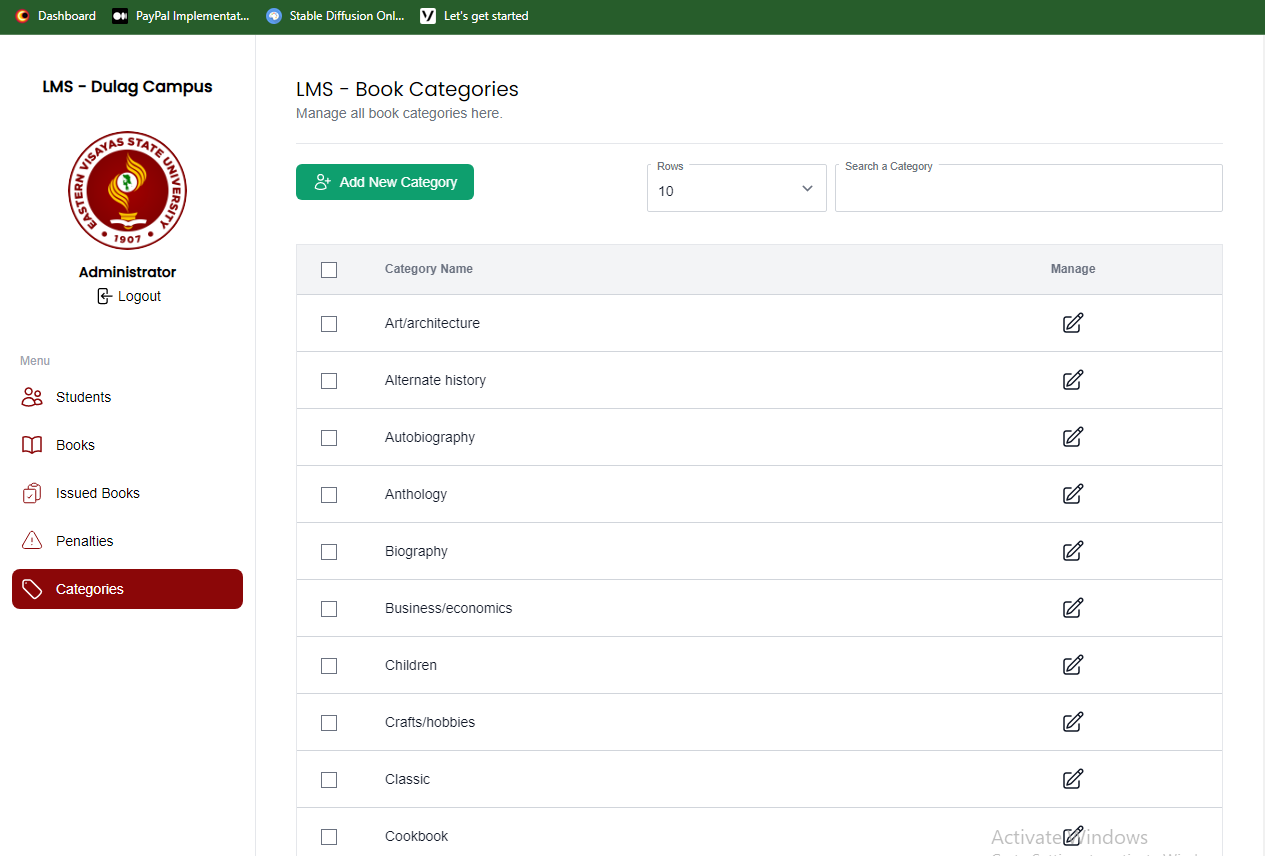 Dashboard
PayPal Implementat...
Stable Diffusion Onl...
Let's get started
LMS - Dulag Campus
EASTERN VISAYAS STATE UNIVERSITY
1907
Administrator
Logout
Menu
Students
Books
Issued Books
Penalties
Categories
LMS - Book Categories
Manage all book categories here.
Add New Category
Rows
10
Search a Category
Category Name
Manage
Art/architecture
Alternate history
Autobiography
Anthology
Biography
Business/economics
Children
Crafts/hobbies
Classic
Cookbook
Activate Windows